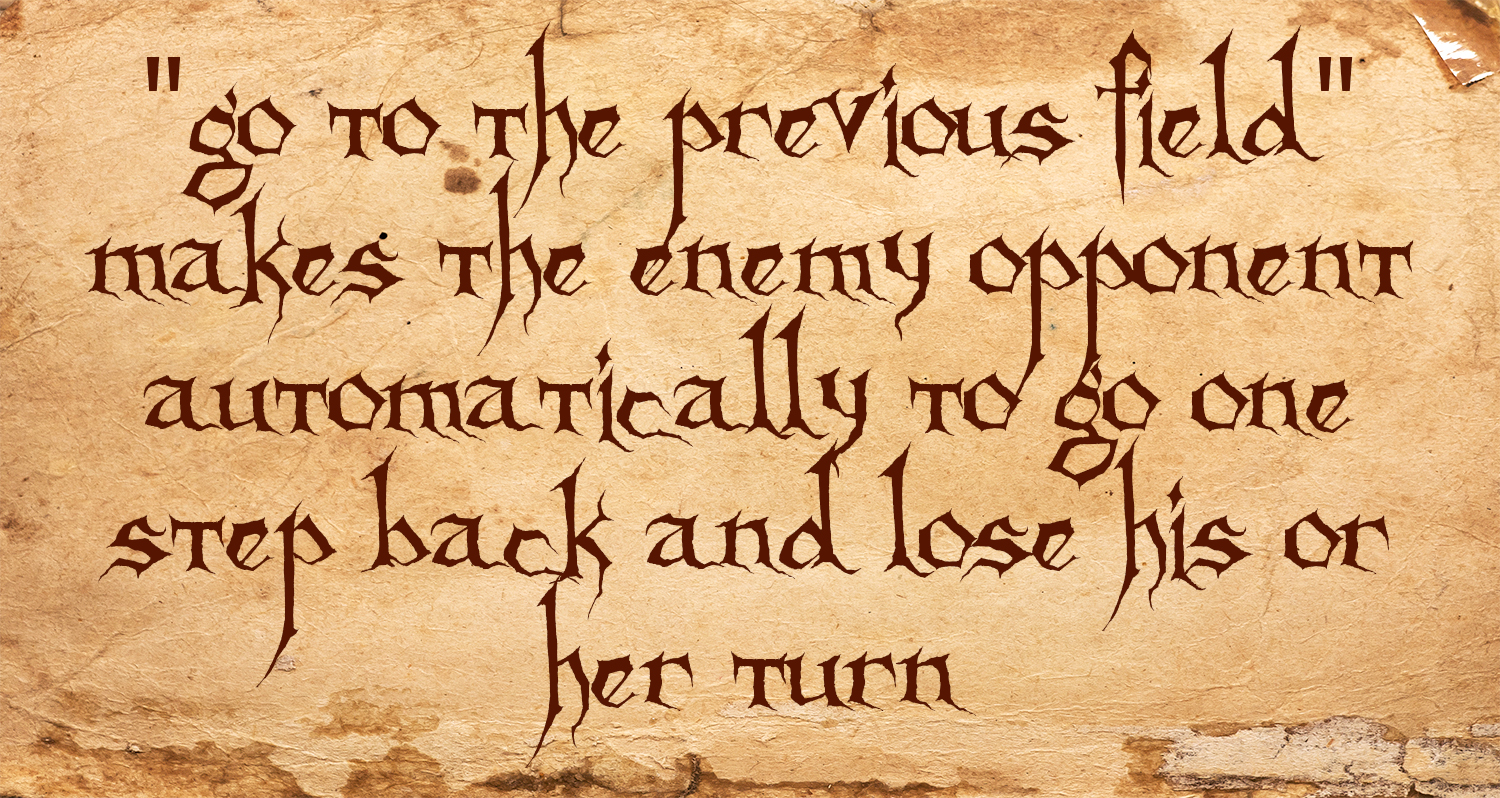 "go to the previous field"
makes the enemy opponent
automatically to go one
step back and lose his or
her turn